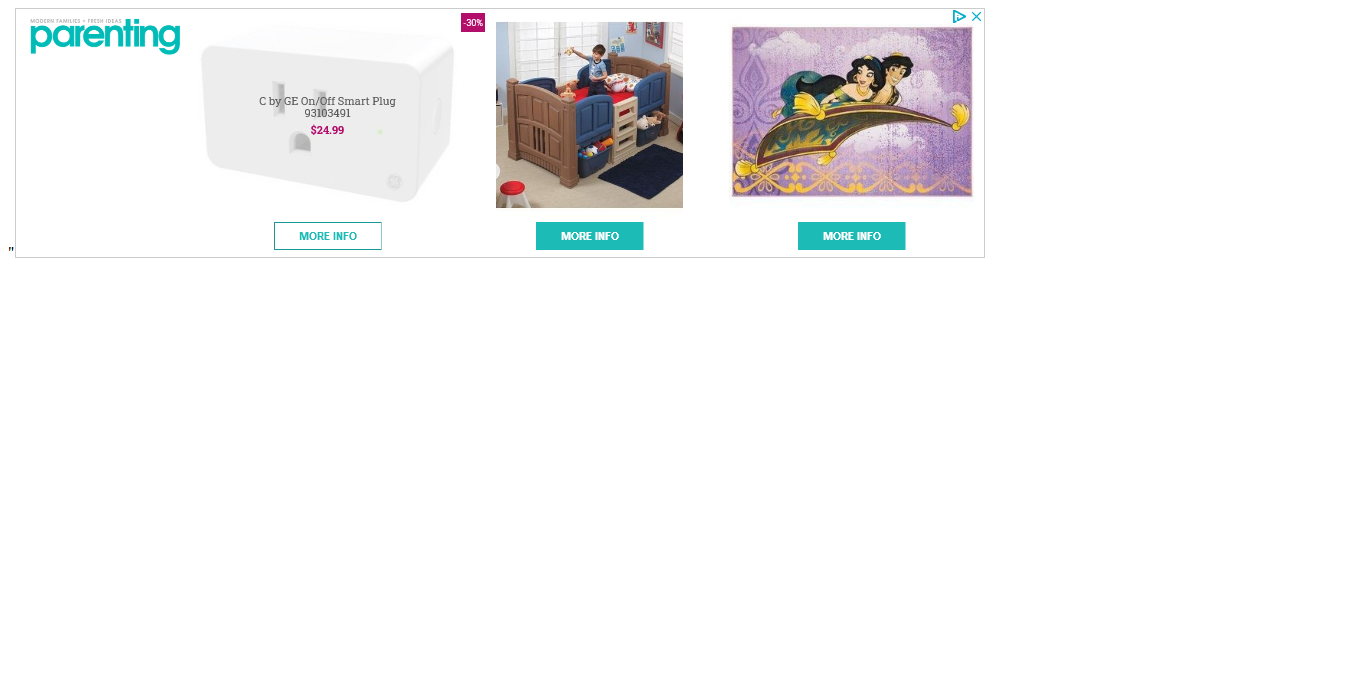 MODERN FAMILIES • FRESH IDEAS
parenting
-30%
C by GE On/Off Smart Plug
93103491
$24.99
MORE INFO
MORE INFO
MORE INFO
"